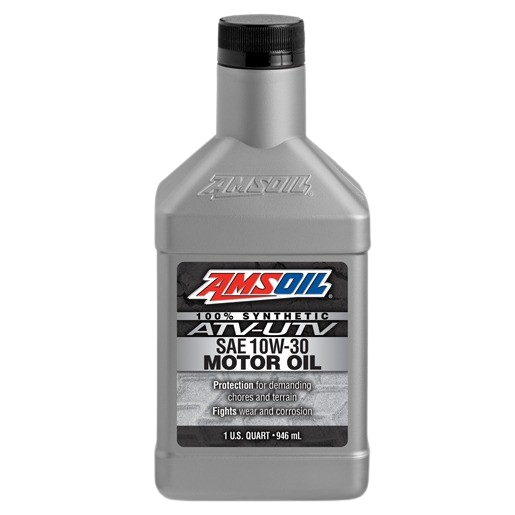 AMSOIL
AMSOIL®
100% SYNTHETIC
ATV-UTV
SAE 10W-30
MOTOR OIL
Protection for demanding
chores and terrain
Fights wear and corrosion
1 U.S. QUART • 946 mL